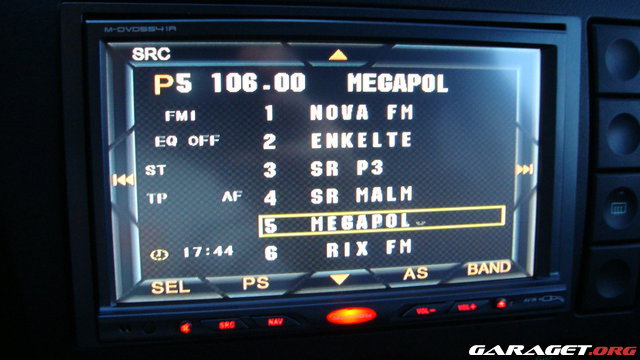 M-DVD5541R
SRC
P5 106.00 MEGAPOL
FM1 1 NOVA FM
EQ OFF 2 ENKELTE
ST 3 SR P3
TP AF 4 SR MALM
5 MEGAPOL
17:44 6 RIX FM
SEL PS AS BAND
SRC NAV VOL- VOL+
GARAGET.ORG